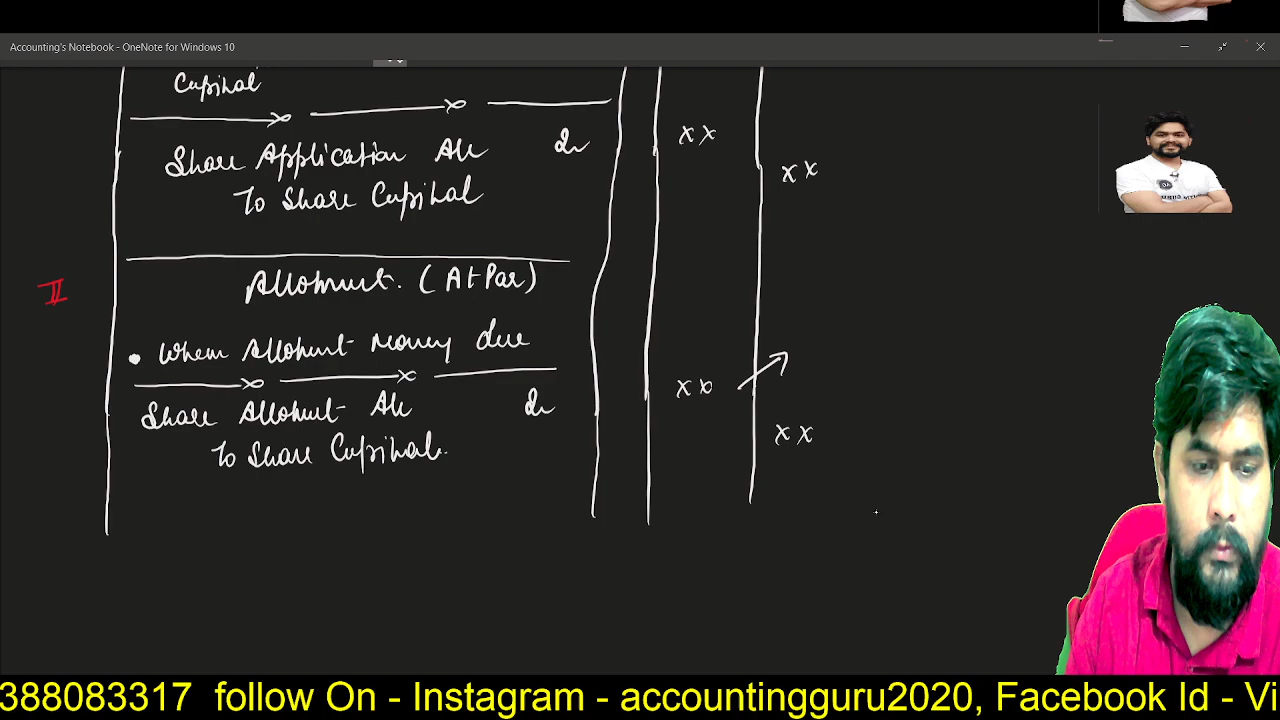 Accounting's Notebook - OneNote for Windows 10
Capital
Share Application A/c Dr
xx
To Share Capital
xx
II
Allotment. (At Par)
• When Allotment money due
Share Allotment A/c Dr
xx
To Share Capital.
xx
388083317 follow On - Instagram - accountingguru2020, Facebook Id - Vi